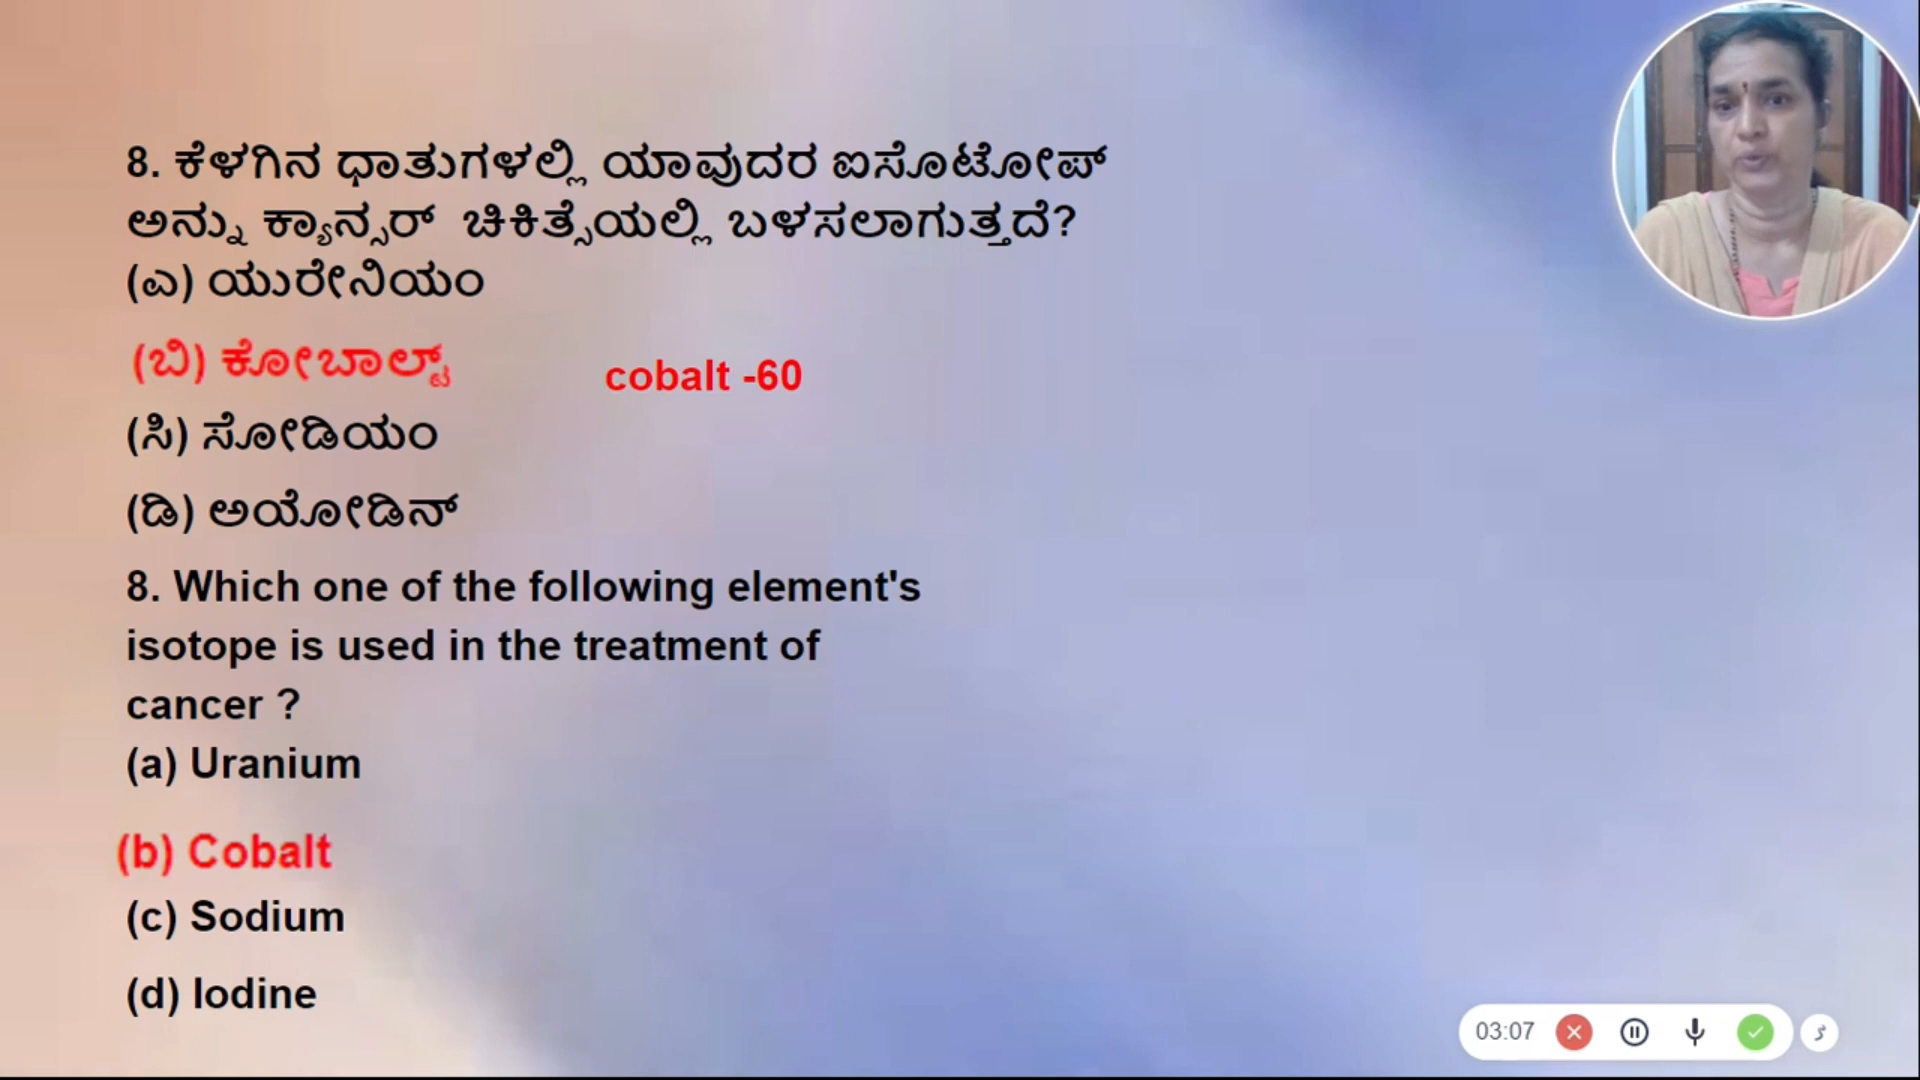 8. ಕೆಳಗಿನ ಧಾತುಗಳಲ್ಲಿ ಯಾವುದರ ಐಸೊಟೋಪ್
ಅನ್ನು ಕ್ಯಾನ್ಸರ್ ಚಿಕಿತ್ಸೆಯಲ್ಲಿ ಬಳಸಲಾಗುತ್ತದೆ?
(ಎ) ಯುರೇನಿಯಂ
(ಬಿ) ಕೋಬಾಲ್ಟ್
cobalt -60
(ಸಿ) ಸೋಡಿಯಂ
(ಡಿ) ಅಯೋಡಿನ್
8. Which one of the following element's
isotope is used in the treatment of
cancer ?
(a) Uranium
(b) Cobalt
(c) Sodium
(d) Iodine
03:07